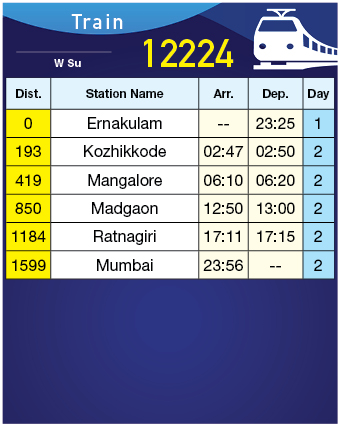 Train
W Su
12224
Dist. Station Name Arr. Dep. Day
0 Ernakulam -- 23:25 1
193 Kozhikkode 02:47 02:50 2
419 Mangalore 06:10 06:20 2
850 Madgaon 12:50 13:00 2
1184 Ratnagiri 17:11 17:15 2
1599 Mumbai 23:56 -- 2